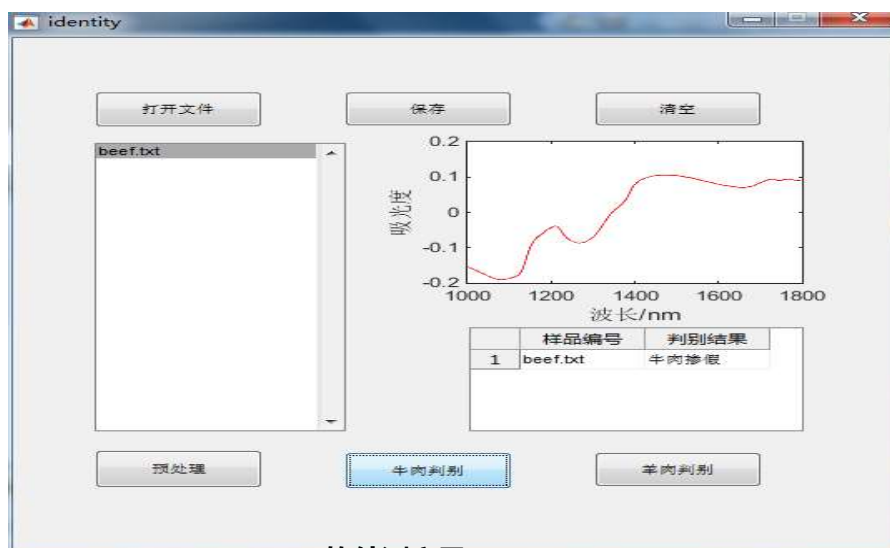 identity
打开文件
保存
清空
beef.txt
0.2
0.1
0
-0.1
-0.2
吸光度
1000 1200 1400 1600 1800
波长/nm
样品编号 判别结果
1 beef.txt 牛肉掺假
预处理
牛肉判别
羊肉判别